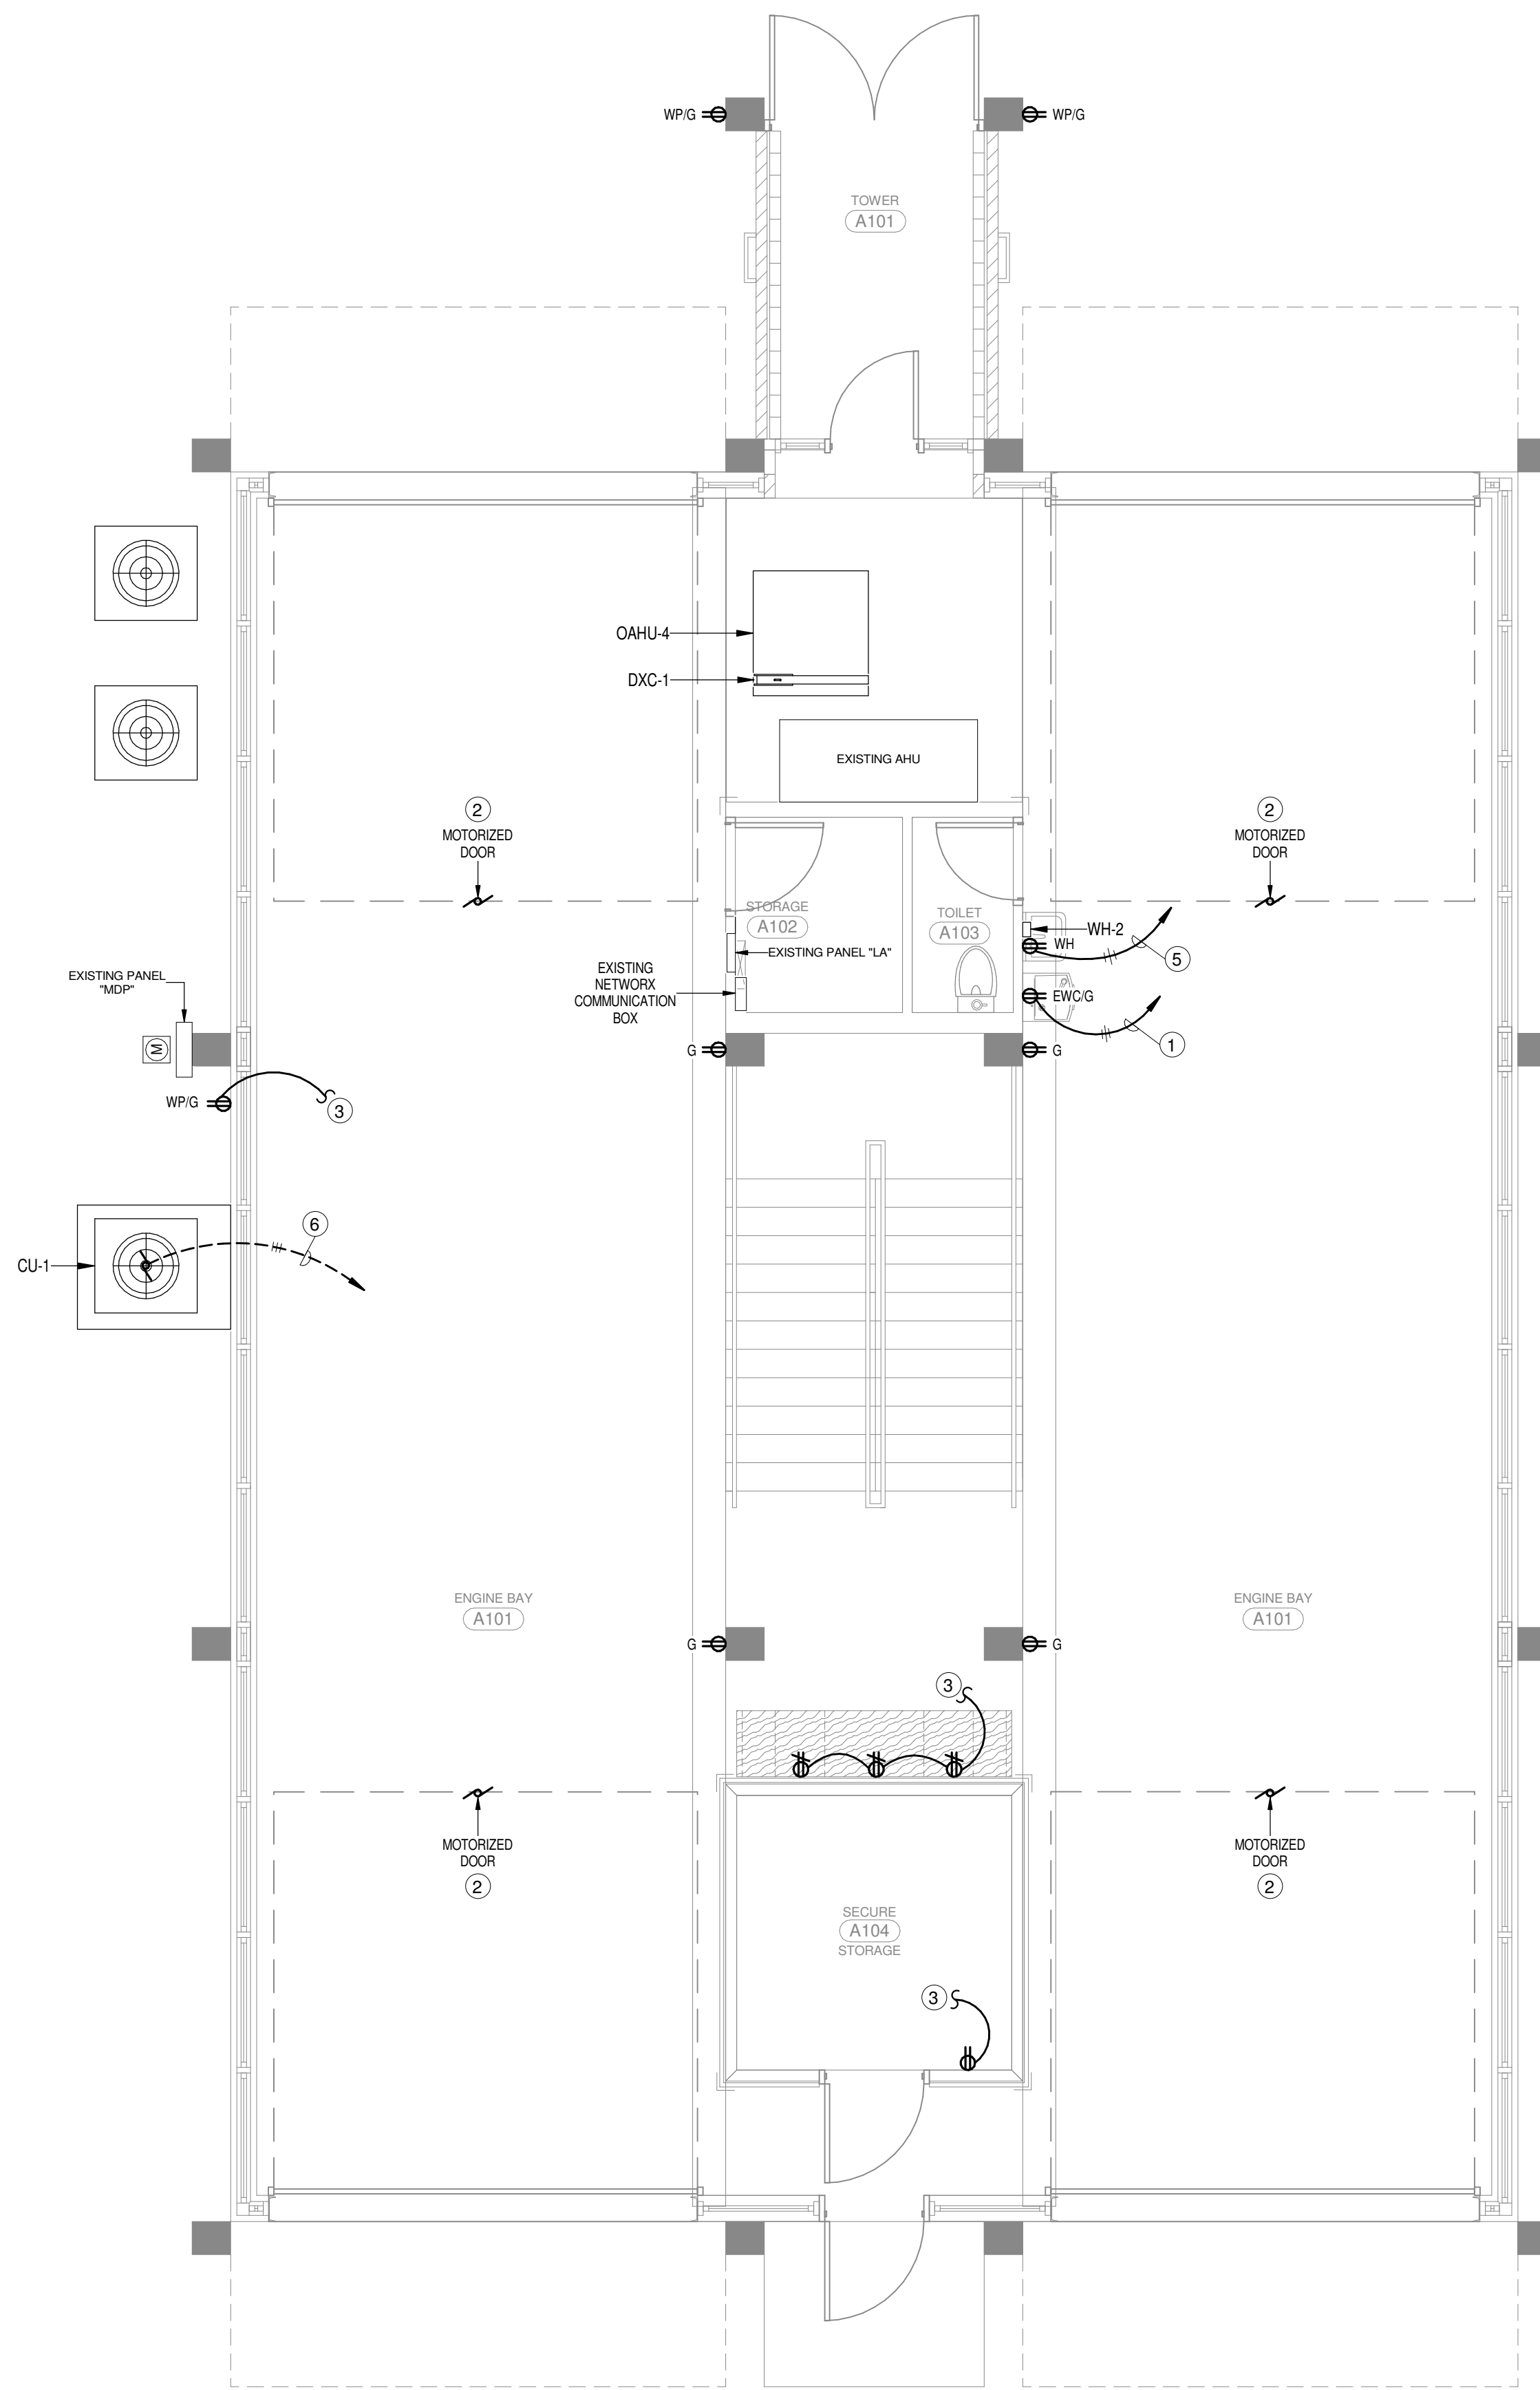 WP/G
WP/G
TOWER
A101
OAHU-4
DXC-1
EXISTING AHU
2
MOTORIZED
DOOR
2
MOTORIZED
DOOR
STORAGE
A102
TOILET
A103
WH-2
WH
5
EXISTING PANEL "LA"
EXISTING
NETWORX
COMMUNICATION
BOX
EWC/G
1
EXISTING PANEL
"MDP"
M
G
G
WP/G
3
6
CU-1
ENGINE BAY
A101
ENGINE BAY
A101
G
G
3
MOTORIZED
DOOR
2
MOTORIZED
DOOR
2
SECURE
A104
STORAGE
3